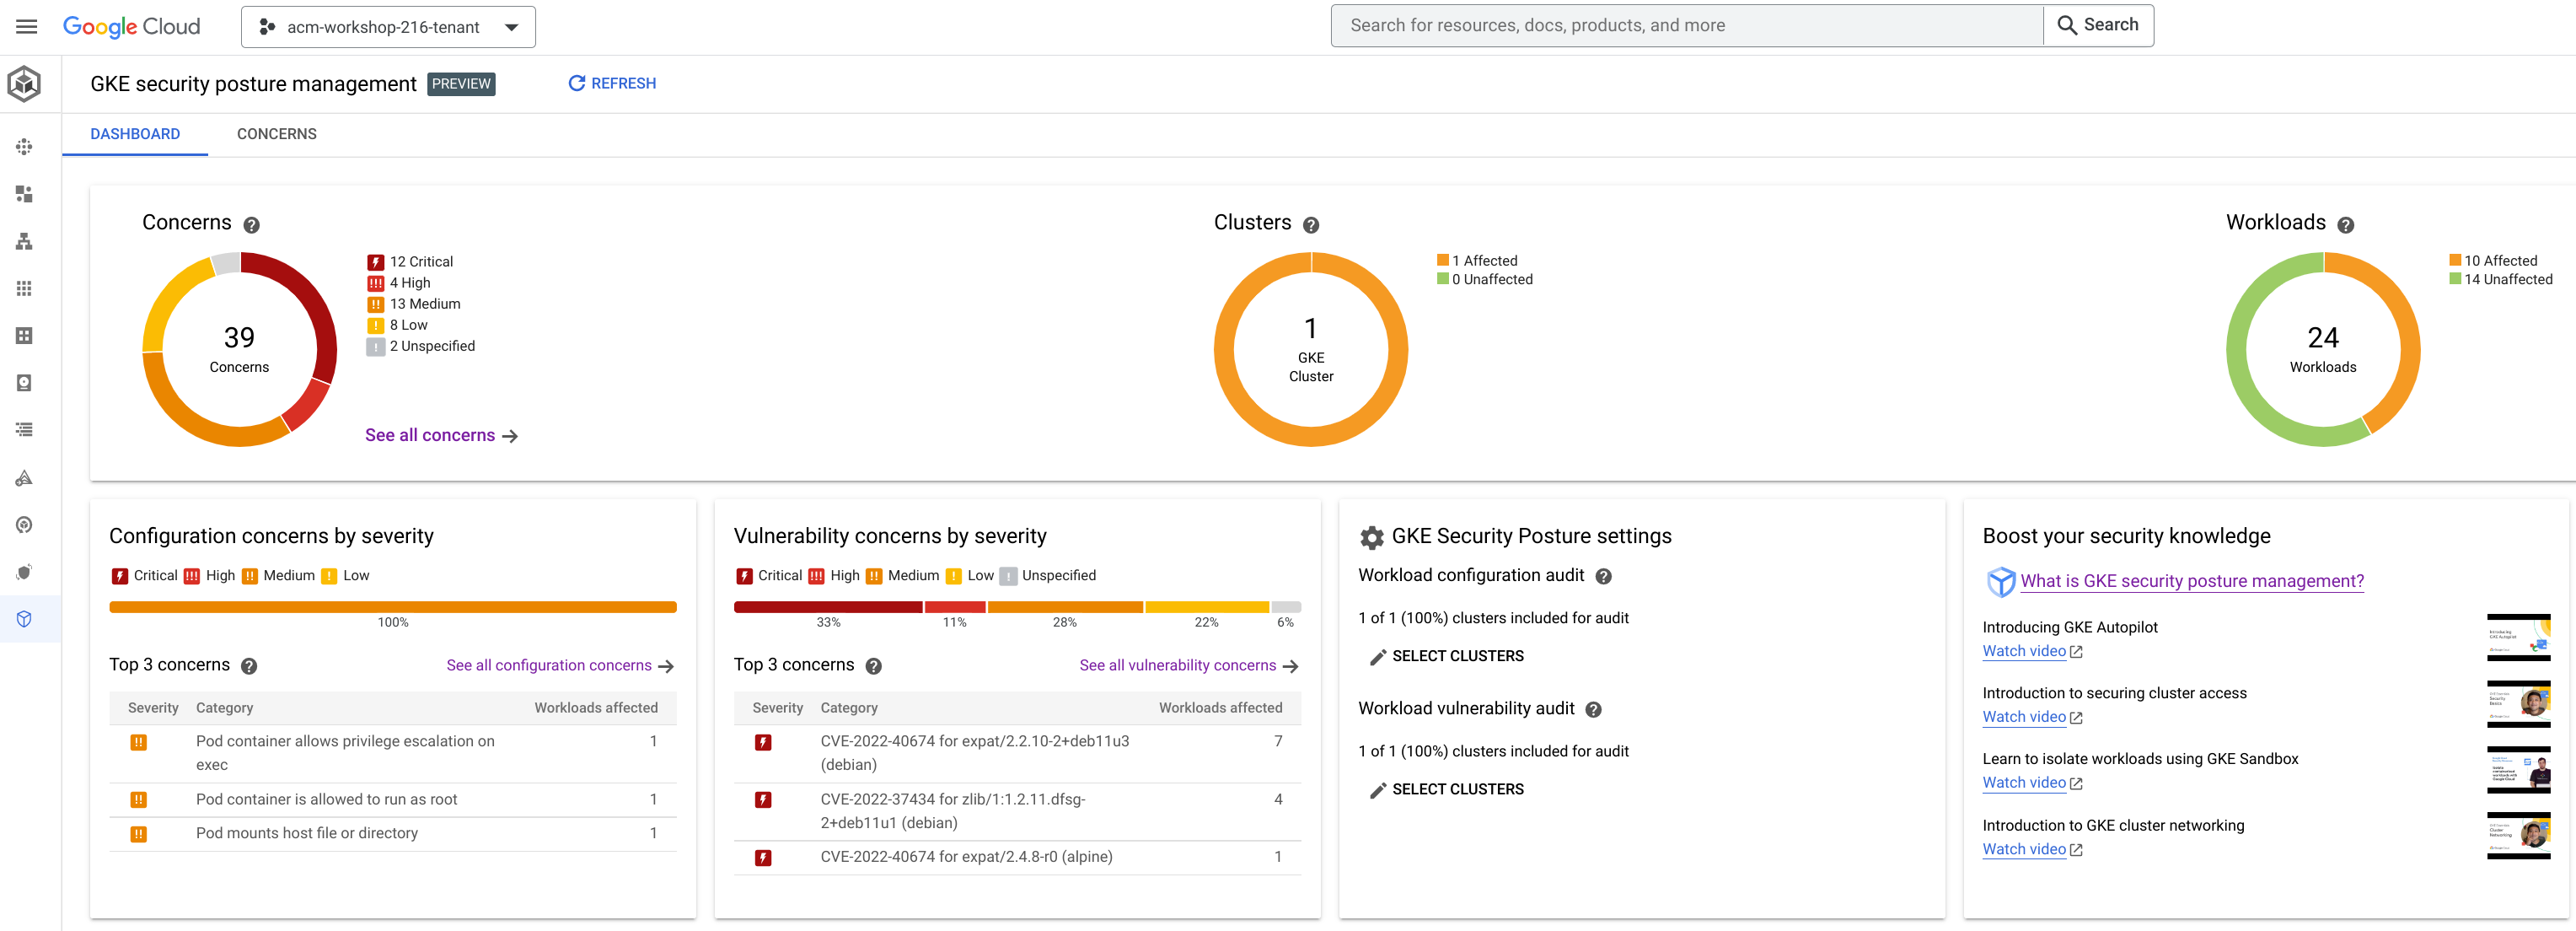 Google Cloud
acm-workshop-216-tenant
Search for resources, docs, products, and more
Search
GKE security posture management
PREVIEW
REFRESH
DASHBOARD
CONCERNS
Concerns
39
Concerns
12 Critical
4 High
13 Medium
8 Low
2 Unspecified
See all concerns
Clusters
1
GKE
Cluster
1 Affected
0 Unaffected
Workloads
24
Workloads
10 Affected
14 Unaffected
Configuration concerns by severity
Critical High Medium Low
100%
Top 3 concerns
See all configuration concerns
Severity Category Workloads affected
Pod container allows privilege escalation on 1
exec
Pod container is allowed to run as root 1
Pod mounts host file or directory 1
Vulnerability concerns by severity
Critical High Medium Low Unspecified
33% 11% 28% 22% 6%
Top 3 concerns
See all vulnerability concerns
Severity Category Workloads affected
CVE-2022-40674 for expat/2.2.10-2+deb11u3 7
(debian)
CVE-2022-37434 for zlib/1:1.2.11.dfsg- 4
2+deb11u1 (debian)
CVE-2022-40674 for expat/2.4.8-r0 (alpine) 1
GKE Security Posture settings
Workload configuration audit
1 of 1 (100%) clusters included for audit
SELECT CLUSTERS
Workload vulnerability audit
1 of 1 (100%) clusters included for audit
SELECT CLUSTERS
Boost your security knowledge
What is GKE security posture management?
Introducing GKE Autopilot
Watch video
Introduction to securing cluster access
Watch video
Learn to isolate workloads using GKE Sandbox
Watch video
Introduction to GKE cluster networking
Watch video